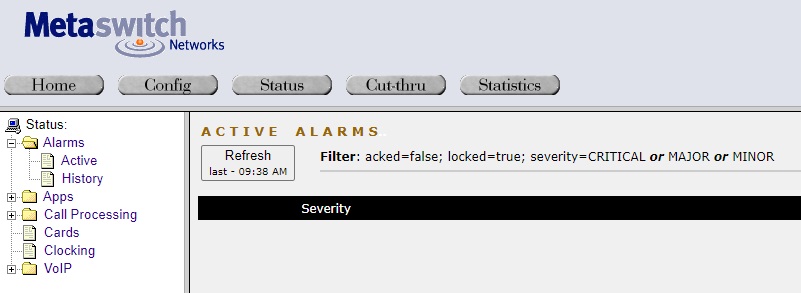 Metaswitch
Networks
Home Config Status Cut-thru Statistics
Status:
Alarms
Active
History
Apps
Call Processing
Cards
Clocking
VoIP
ACTIVE ALARMS
Refresh
last - 09:38 AM
Filter: acked=false; locked=true; severity=CRITICAL or MAJOR or MINOR
Severity